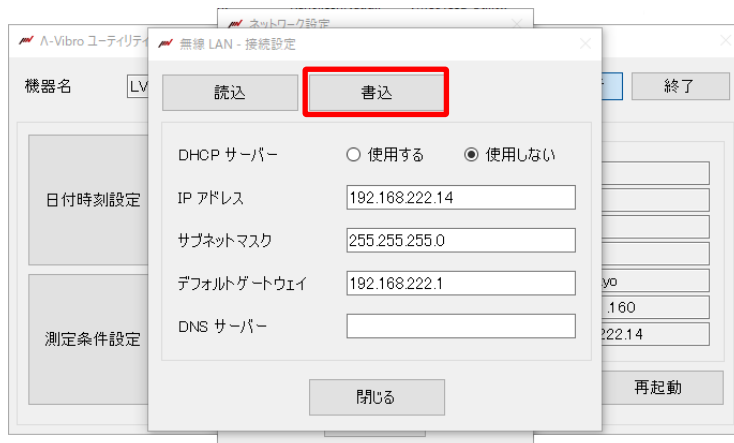 ネットワーク設定
Λ-Vibro ユーティリティ
無線 LAN - 接続設定
機器名
LV
読込
書込
終了
DHCP サーバー
使用する
使用しない
日付時刻設定
IP アドレス
192.168.222.14
サブネットマスク
255.255.255.0
デフォルトゲートウェイ
192.168.222.1
DNS サーバー
測定条件設定
yo
.160
222.14
閉じる
再起動